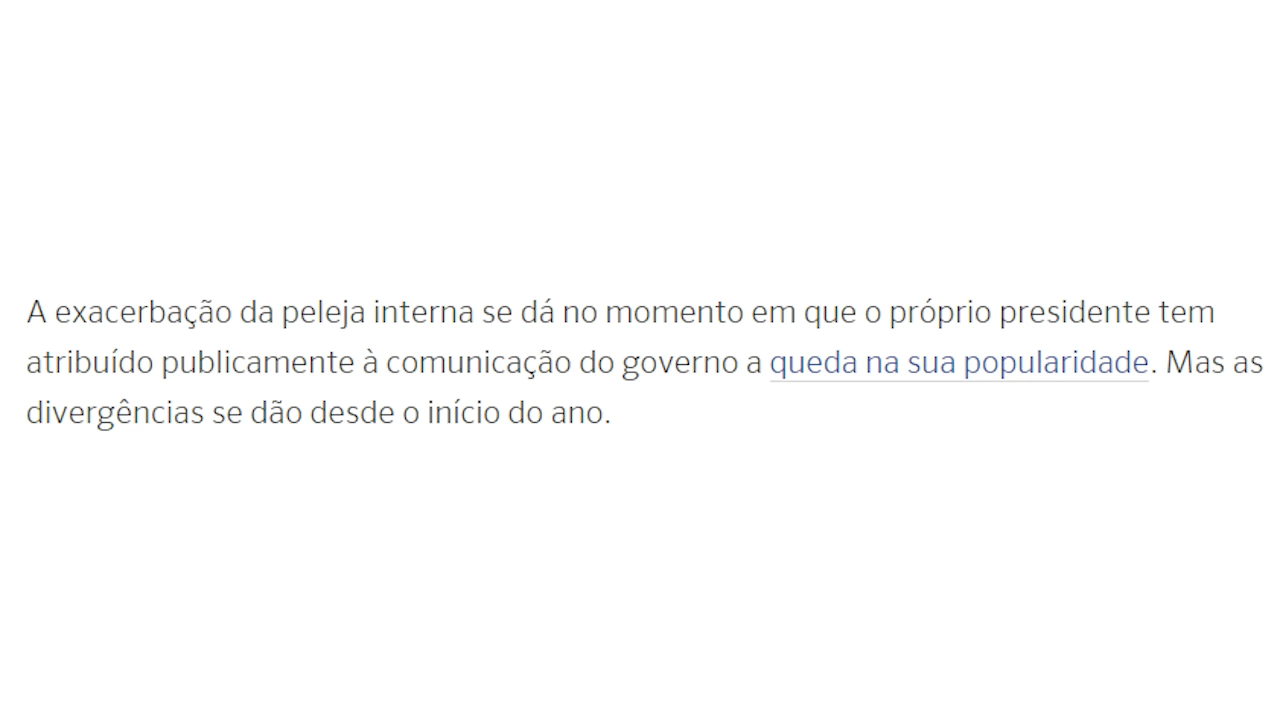 A exacerbação da peleja interna se dá no momento em que o próprio presidente tem
atribuído publicamente à comunicação do governo a queda na sua popularidade. Mas as
divergências se dão desde o início do ano.